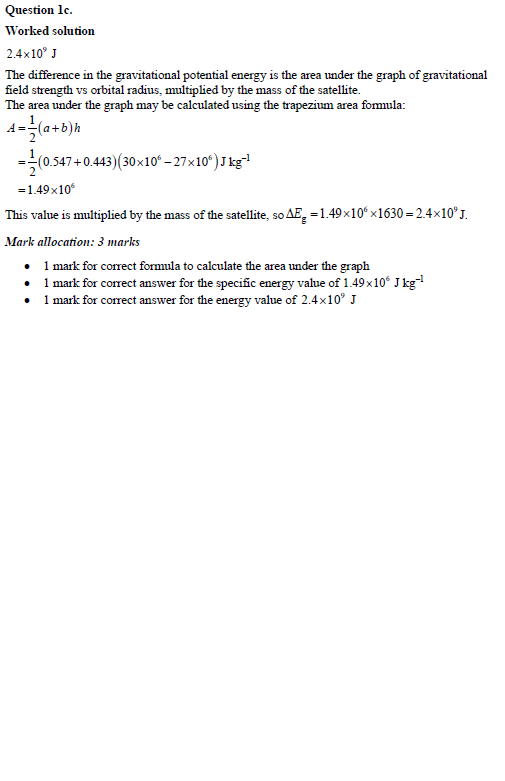 Question 1c.
Worked solution
2.4×10⁹ J
The difference in the gravitational potential energy is the area under the graph of gravitational
field strength vs orbital radius, multiplied by the mass of the satellite.
The area under the graph may be calculated using the trapezium area formula:
A = 1/2 (a+b)h
= 1/2 (0.547+0.443)(30×10⁶ – 27×10⁶) J kg⁻¹
= 1.49×10⁶
This value is multiplied by the mass of the satellite, so ΔE_g = 1.49×10⁶ ×1630 = 2.4×10⁹ J.
Mark allocation: 3 marks
• 1 mark for correct formula to calculate the area under the graph
• 1 mark for correct answer for the specific energy value of 1.49×10⁶ J kg⁻¹
• 1 mark for correct answer for the energy value of 2.4×10⁹ J